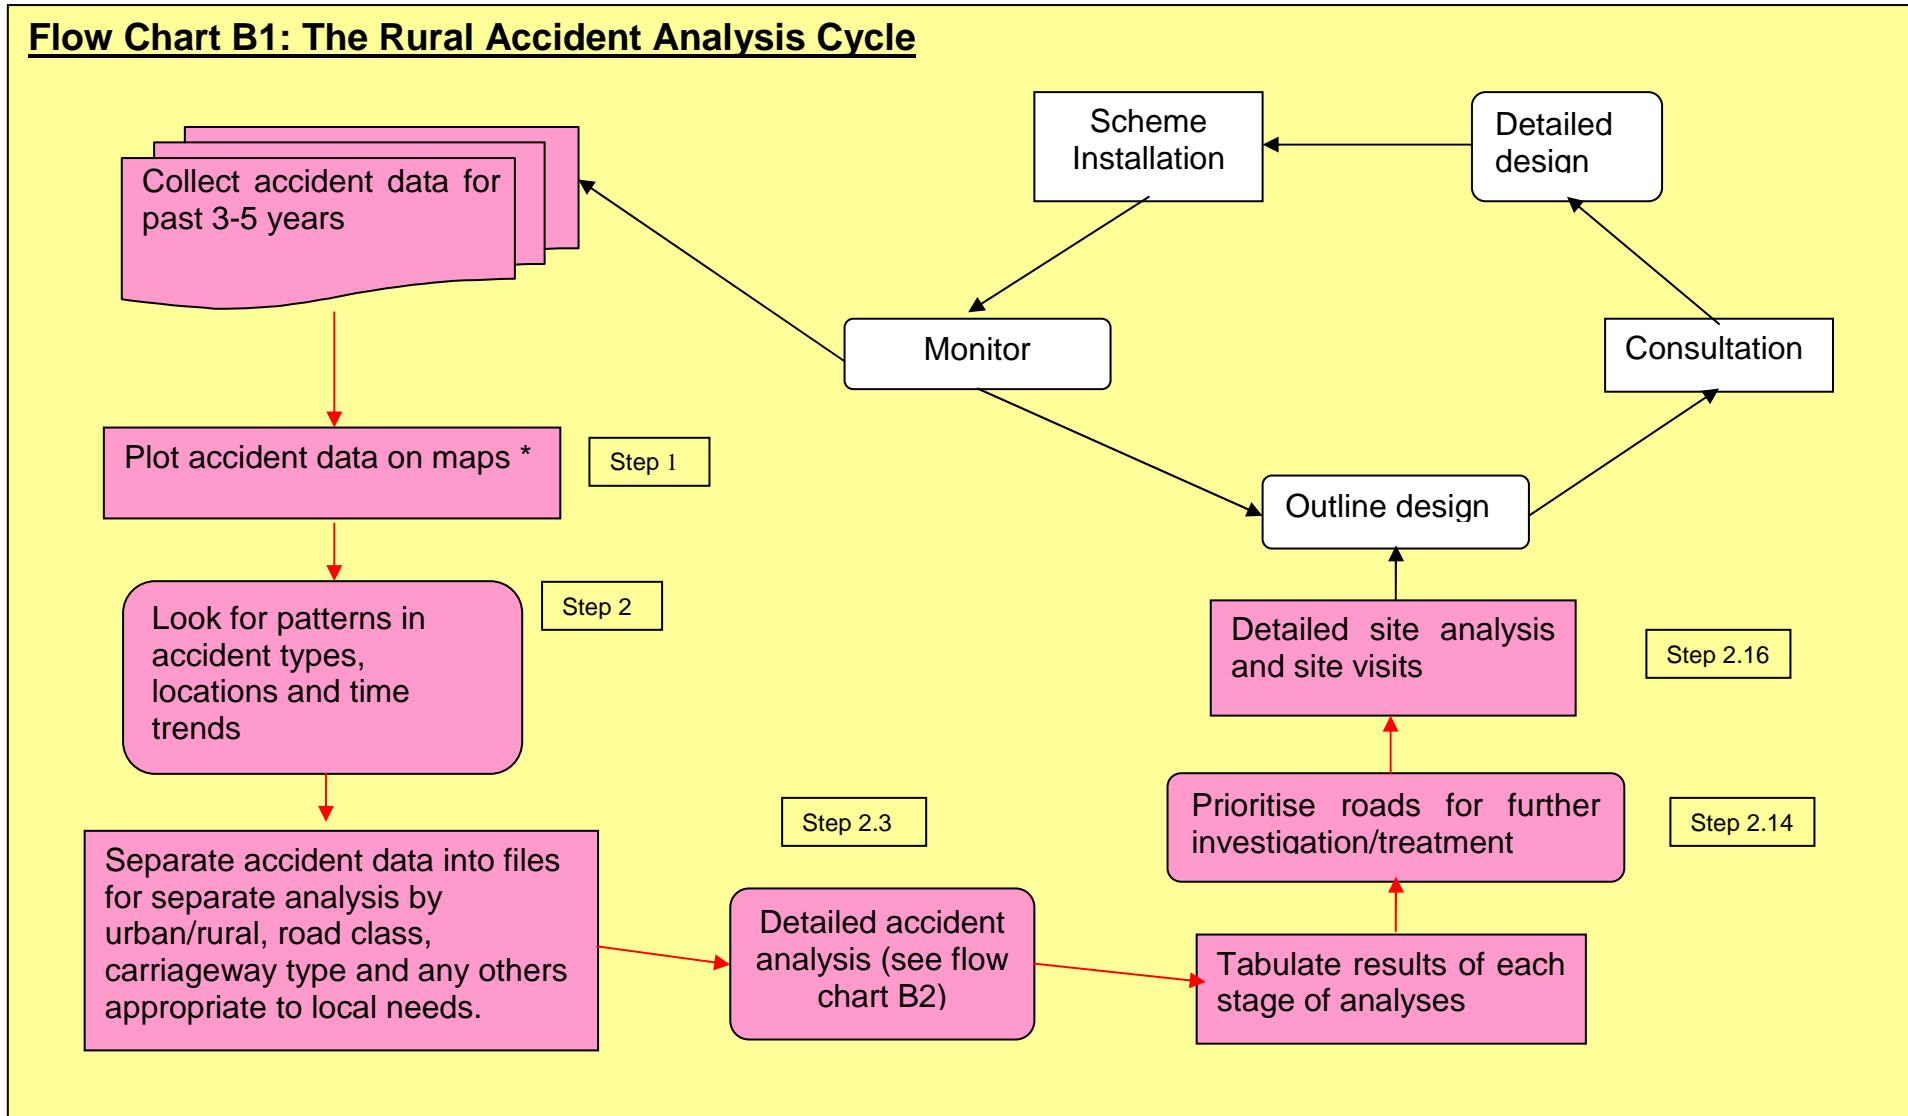 Flow Chart B1: The Rural Accident Analysis Cycle
Collect accident data for
past 3-5 years
Scheme
Installation
Detailed
design
Monitor
Consultation
Plot accident data on maps *
Step 1
Outline design
Look for patterns in
accident types,
locations and time
trends
Step 2
Detailed site analysis
and site visits
Step 2.16
Prioritise roads for further
investigation/treatment
Step 2.14
Step 2.3
Separate accident data into files
for separate analysis by
urban/rural, road class,
carriageway type and any others
appropriate to local needs.
Detailed accident
analysis (see flow
chart B2)
Tabulate results of each
stage of analyses